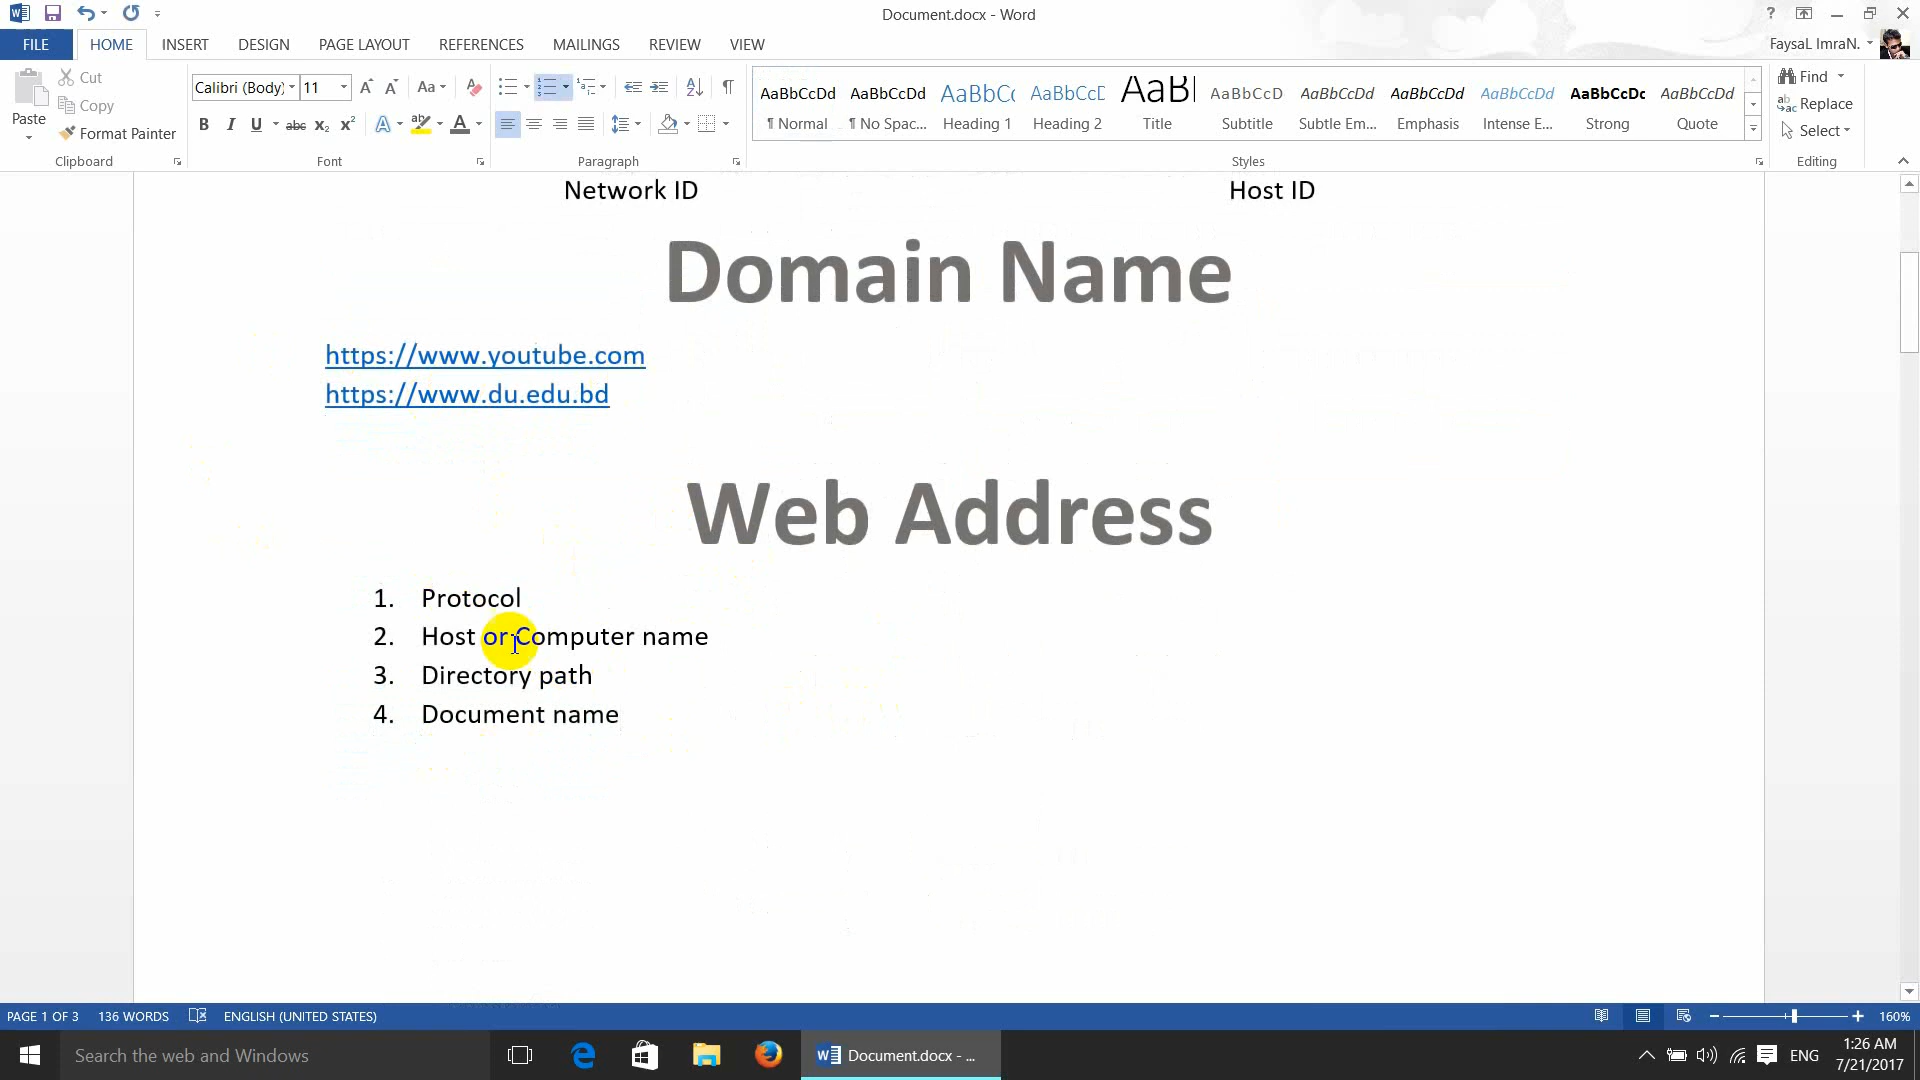 Document.docx - Word
?
FILE HOME INSERT DESIGN PAGE LAYOUT REFERENCES MAILINGS REVIEW VIEW
FaysaL ImraN.
Paste
Cut
Copy
Format Painter
Clipboard
Calibri (Body) 11
Font
Paragraph
AaBbCcDd AaBbCcDd AaBbC AaBbCcD AaB AaBbCcD AaBbCcDd AaBbCcDd AaBbCcDd AaBbCcDc AaBbCcDd
¶ Normal ¶ No Spac... Heading 1 Heading 2 Title Subtitle Subtle Em... Emphasis Intense E... Strong Quote
Styles
Find
Replace
Select
Editing
Network ID Host ID
Domain Name
https://www.youtube.com
https://www.du.edu.bd
Web Address
1. Protocol
2. Host or Computer name
3. Directory path
4. Document name
PAGE 1 OF 3 136 WORDS ENGLISH (UNITED STATES) 160%
Search the web and Windows
Document.docx - ...
ENG
1:26 AM
7/21/2017